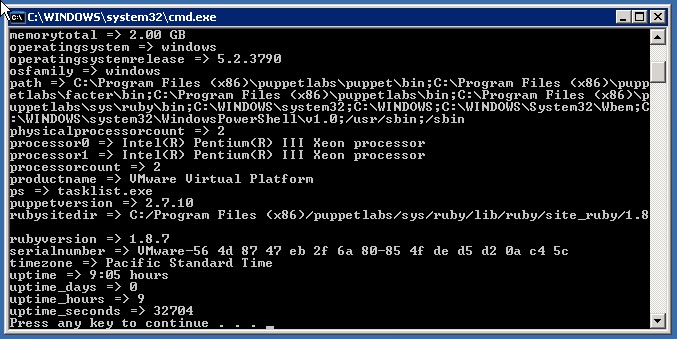 C:\WINDOWS\system32\cmd.exe
memorytotal => 2.00 GB
operatingsystem => windows
operatingsystemrelease => 5.2.3790
osfamily => windows
path => C:\Program Files (x86)\puppetlabs\puppet\bin;C:\Program Files (x86)\pupp
etlabs\facter\bin;C:\Program Files (x86)\puppetlabs\hiera\bin;C:\Program Files (x86)\p
uppetlabs\sys\ruby\bin;C:\WINDOWS\system32;C:\WINDOWS;C:\WINDOWS\System32\Wbem;C
:\WINDOWS\system32\WindowsPowerShell\v1.0;/usr/sbin;/sbin
physicalprocessorcount => 2
processor0 => Intel(R) Pentium(R) III Xeon processor
processor1 => Intel(R) Pentium(R) III Xeon processor
processorcount => 2
productname => VMware Virtual Platform
ps => tasklist.exe
puppetversion => 2.7.10
rubysitedir => C:/Program Files (x86)/puppetlabs/sys/ruby/lib/ruby/site_ruby/1.8
rubyversion => 1.8.7
serialnumber => VMware-56 4d 87 47 eb 2f 6a 80-85 4f de d5 d2 0a c4 5c
timezone => Pacific Standard Time
uptime => 9:05 hours
uptime_days => 0
uptime_hours => 9
uptime_seconds => 32704
Press any key to continue . . .